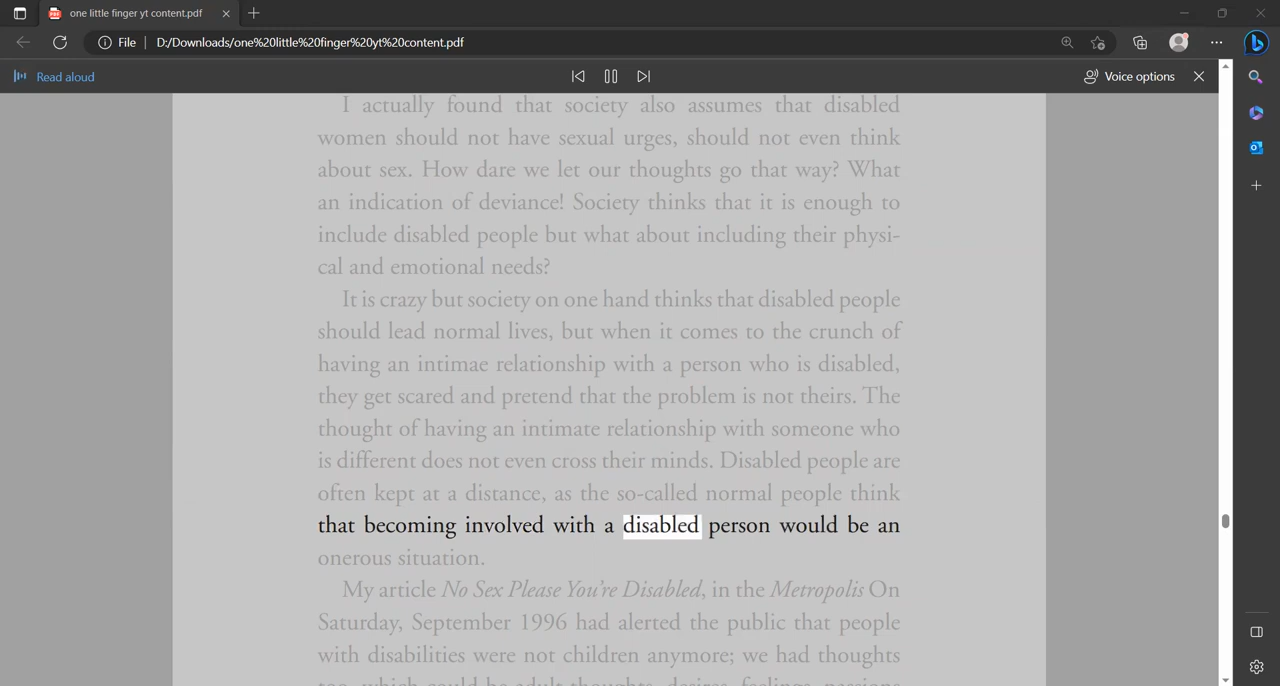 one little finger yt content.pdf
File D:/Downloads/one%20little%20finger%20yt%20content.pdf
Read aloud
Voice options
I actually found that society also assumes that disabled
women should not have sexual urges, should not even think
about sex. How dare we let our thoughts go that way? What
an indication of deviance! Society thinks that it is enough to
include disabled people but what about including their physi-
cal and emotional needs?
It is crazy but society on one hand thinks that disabled people
should lead normal lives, but when it comes to the crunch of
having an intimae relationship with a person who is disabled,
they get scared and pretend that the problem is not theirs. The
thought of having an intimate relationship with someone who
is different does not even cross their minds. Disabled people are
often kept at a distance, as the so-called normal people think
that becoming involved with a disabled person would be an
onerous situation.
My article No Sex Please You're Disabled, in the Metropolis On
Saturday, September 1996 had alerted the public that people
with disabilities were not children anymore; we had thoughts
too, which could be adult thoughts, desires, feelings, passions